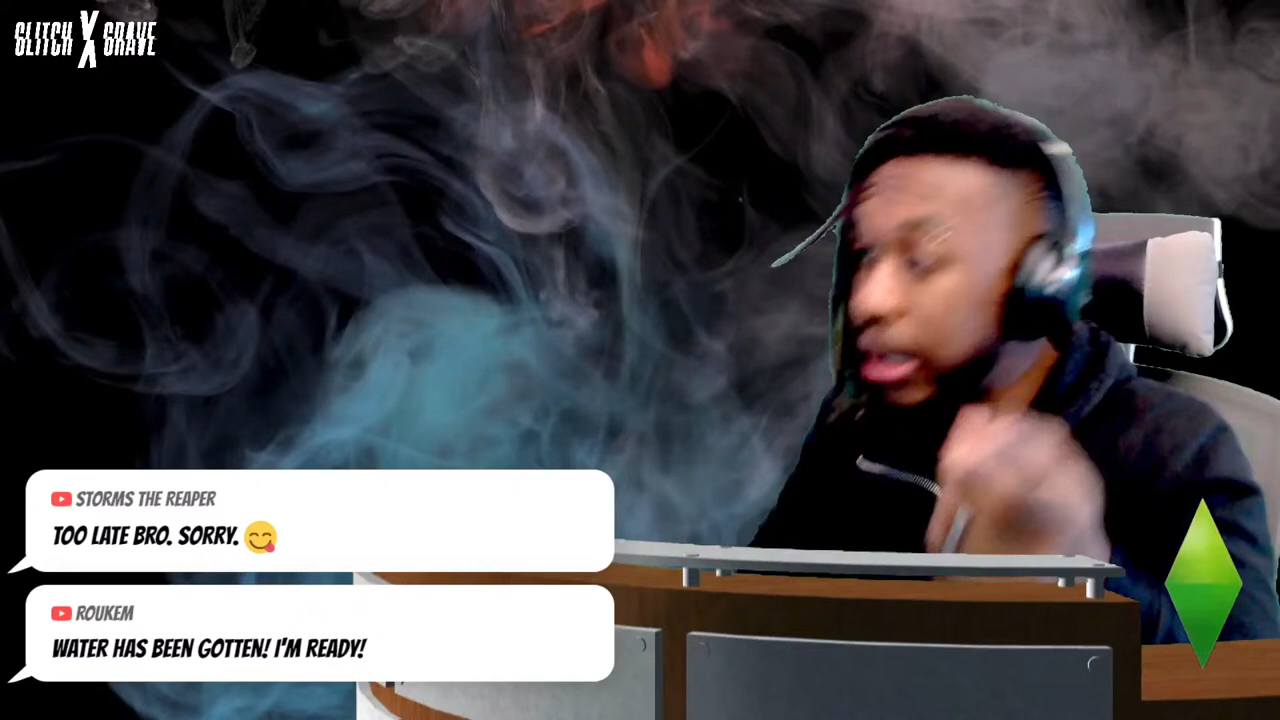 GLITCH X GRAVE
STORMS THE REAPER
TOO LATE BRO. SORRY. 😋
ROUKEM
WATER HAS BEEN GOTTEN! I'M READY!